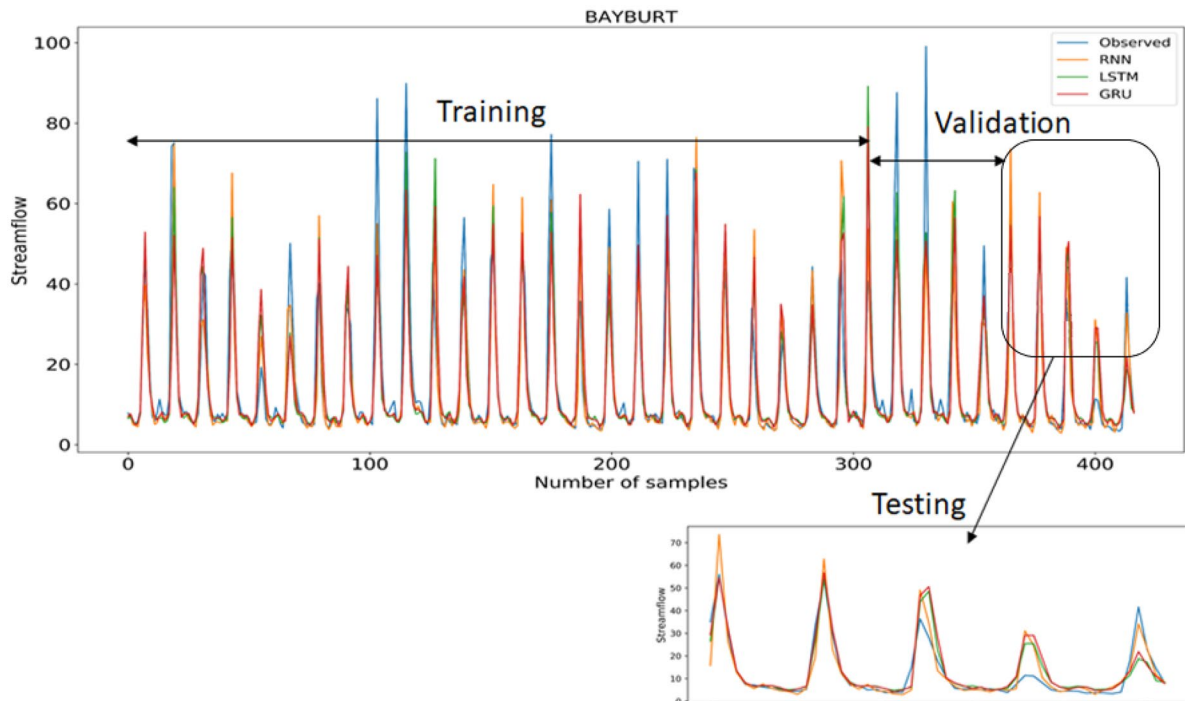 BAYBURT
100
80
60
40
20
0
Streamflow
Training
Validation
Observed
RNN
LSTM
GRU
0
100
200
300
400
Number of samples
Testing
70
60
50
40
30
20
10
0
Streamflow